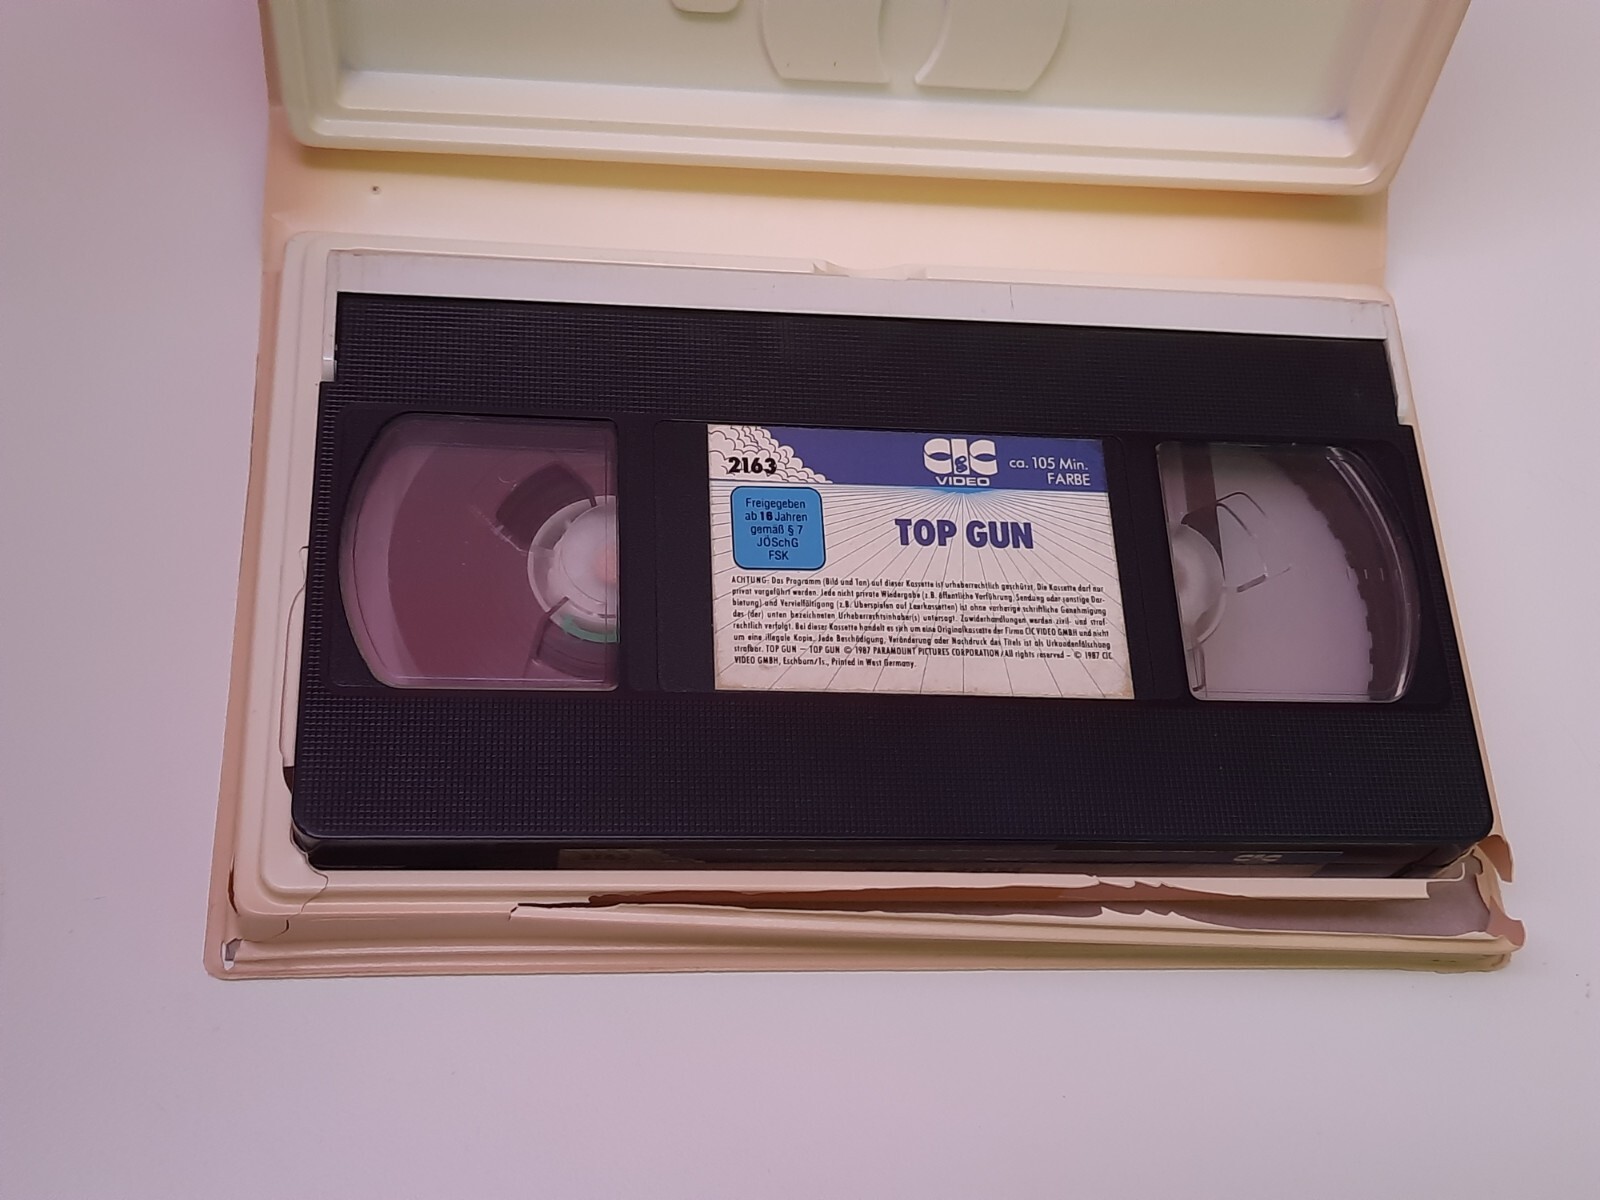 2163
CIC
VIDEO
ca. 105 Min.
FARBE
Freigegeben
ab 16 Jahren
gemäß § 7
JÖSchG
FSK
TOP GUN
ACHTUNG: Das Programm (Bild und Ton) auf dieser Kassette ist urheberrechtlich geschützt. Die Kassette darf nur
privat vorgeführt werden. Jede nicht private Wiedergabe (z.B. öffentliche Vorführung, Sendung oder sonstige Dar-
bietung) und Vervielfältigung (z.B. Überspielen auf Leerkassetten) ist ohne vorherige schriftliche Genehmigung
des (der) unten bezeichneten Urheberrechtsinhaber(s) untersagt. Zuwiderhandlungen werden zivil- und straf-
rechtlich verfolgt. Bei dieser Kassette handelt es sich um eine Originalkassette der Firma CIC VIDEO GMBH und nicht
um eine illegale Kopie. Jede Beschädigung, Veränderung oder Nachdruck des Titels ist als Urkundenfälschung
strafbar. TOP GUN — TOP GUN © 1987 PARAMOUNT PICTURES CORPORATION / All rights reserved – © 1987 CIC
VIDEO GMBH, Eschborn/Ts., Printed in West Germany.
2163
CIC